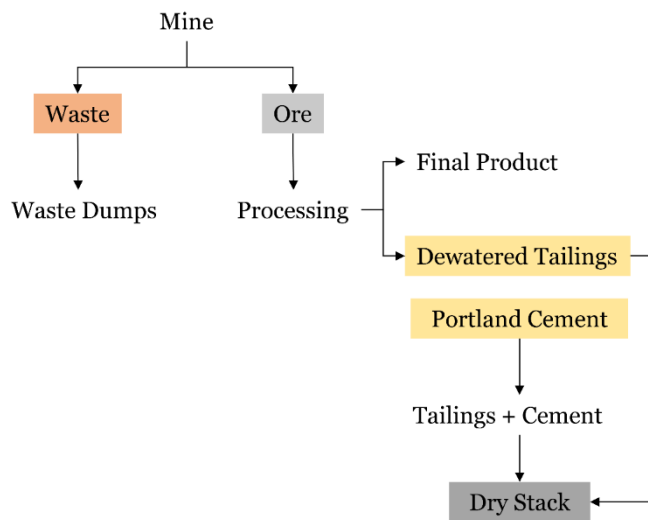 Mine
Waste
Ore
Waste Dumps
Processing
Final Product
Dewatered Tailings
Portland Cement
Tailings + Cement
Dry Stack